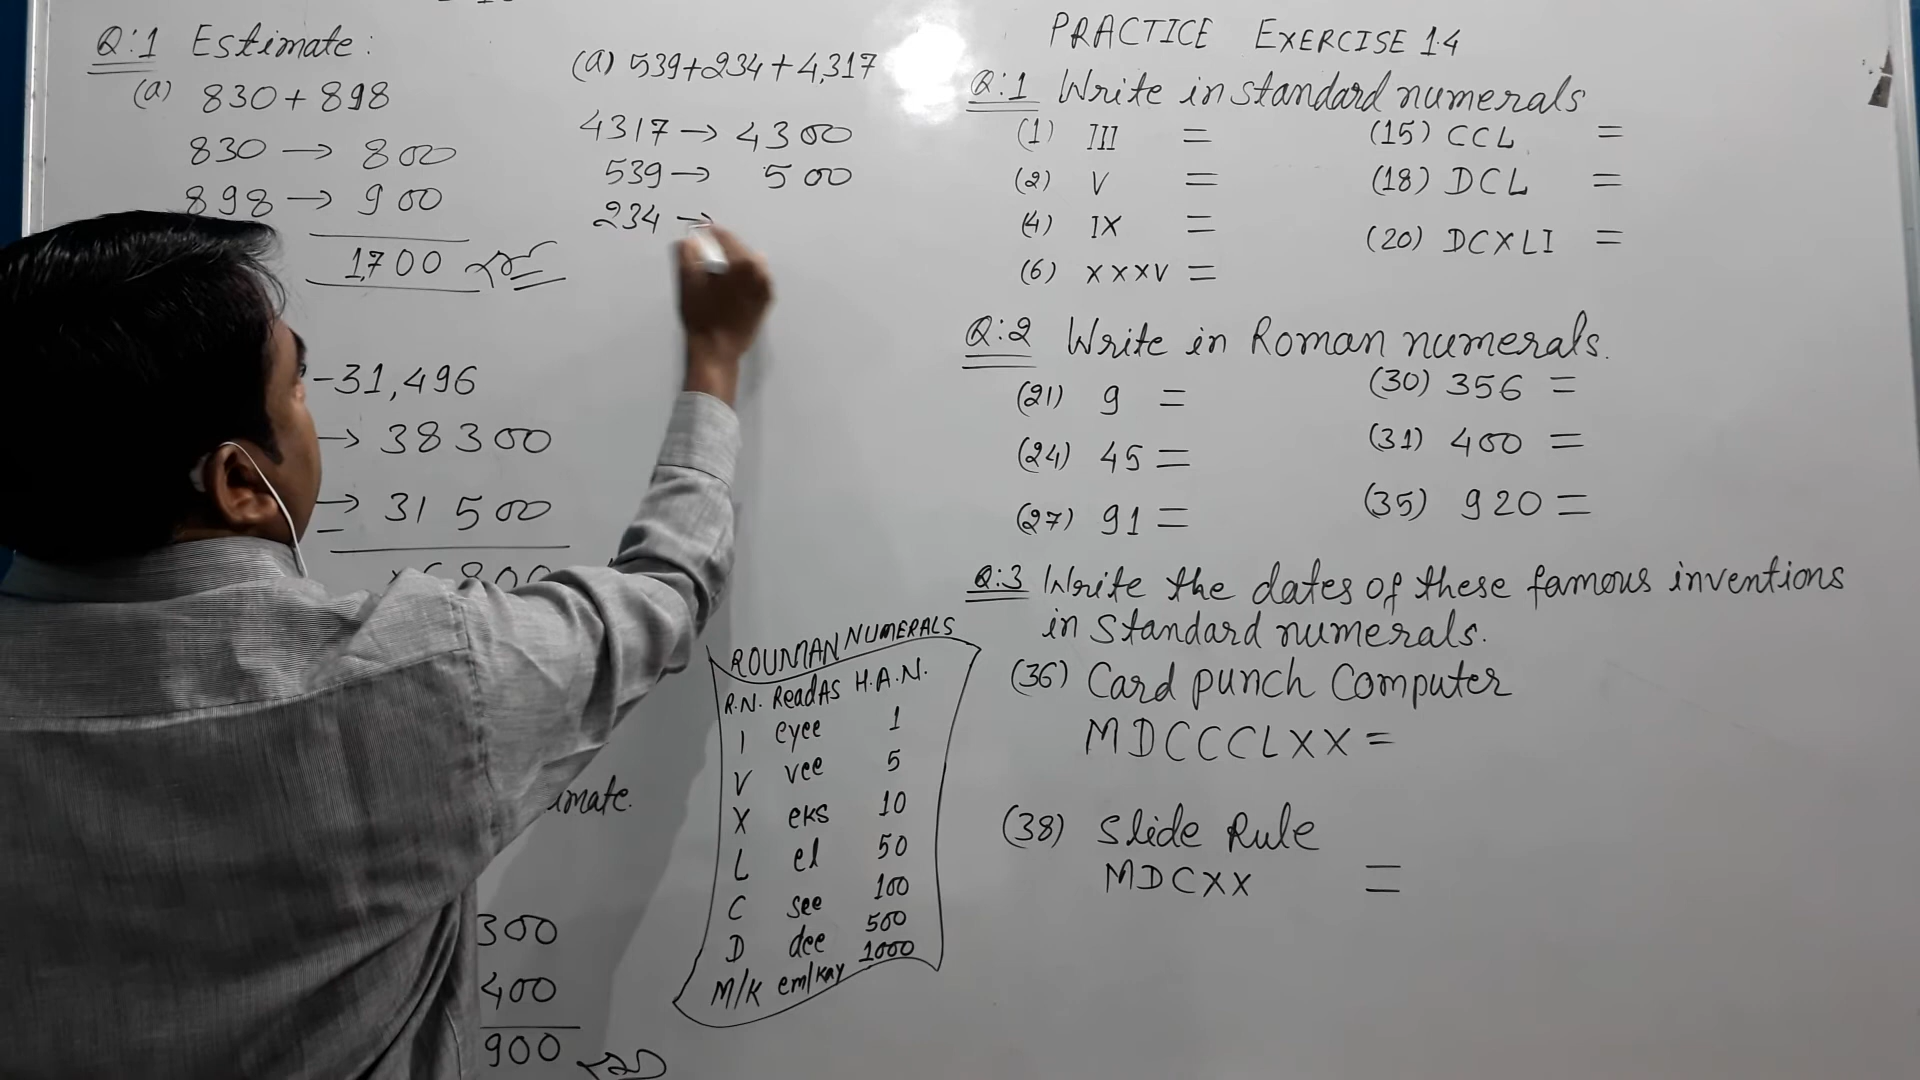 Q:1 Estimate:
(a) 830+898
830 → 800
898 → 900
1,700
-31,496
→ 38300
→ 31500
imate.
300
400
900
(a) 539+234+4,317
4317 → 4300
539 → 500
234 →
ROUMAN NUMERALS
R.N. Read As H.A.N.
I eyee 1
V vee 5
X eks 10
L el 50
C see 100
D dee 500
M/K em/kay 1000
PRACTICE EXERCISE 1.4
Q:1 Write in standard numerals
(1) III =
(2) V =
(4) IX =
(6) XXXV =
(15) CCL =
(18) DCL =
(20) DCXLI =
Q:2 Write in Roman numerals.
(21) 9 =
(24) 45 =
(27) 91 =
(30) 356 =
(31) 400 =
(35) 920 =
Q:3 Write the dates of these famous inventions
in standard numerals.
(36) Card punch Computer
MDCCCLXX =
(38) Slide Rule
MDCXX =